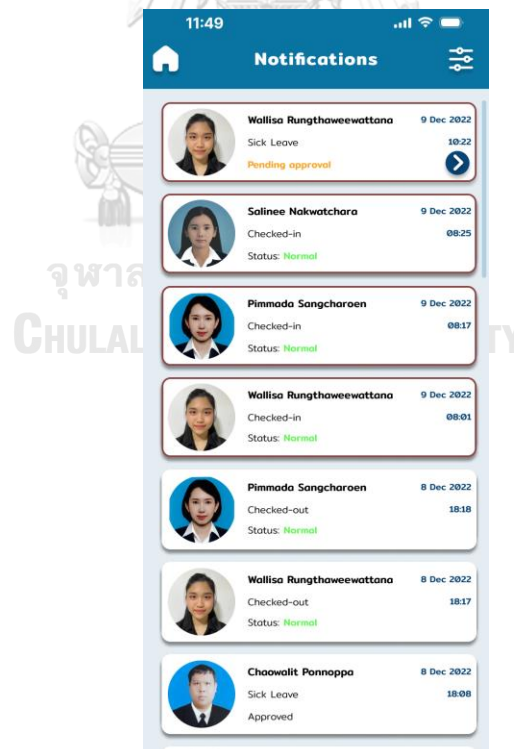 11:49
Notifications
Wallisa Rungthaweewattana 9 Dec 2022
Sick Leave 10:22
Pending approval
Salinee Nakwatchara 9 Dec 2022
Checked-in 08:25
Status: Normal
Pimmada Sangcharoen 9 Dec 2022
Checked-in 08:17
Status: Normal
Wallisa Rungthaweewattana 9 Dec 2022
Checked-in 08:01
Status: Normal
Pimmada Sangcharoen 8 Dec 2022
Checked-out 18:18
Status: Normal
Wallisa Rungthaweewattana 8 Dec 2022
Checked-out 18:17
Status: Normal
Chaowalit Ponnoppa 8 Dec 2022
Sick Leave 18:08
Approved
จุฬาล
CHULAL TY